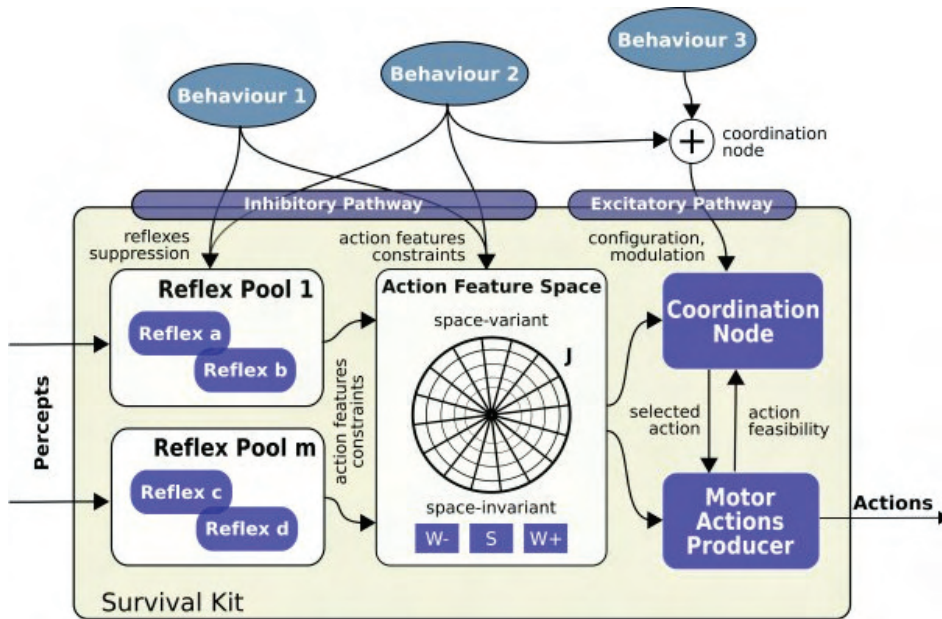 Behaviour 1
Behaviour 2
Behaviour 3
coordination
node
Inhibitory Pathway
Excitatory Pathway
reflexes
suppression
action features
constraints
configuration,
modulation
Reflex Pool 1
Reflex a
Reflex b
Action Feature Space
space-variant
J
space-invariant
W-
S
W+
Coordination
Node
Percepts
action features
constraints
selected
action
action
feasibility
Reflex Pool m
Reflex c
Reflex d
Motor
Actions
Producer
Actions
Survival Kit